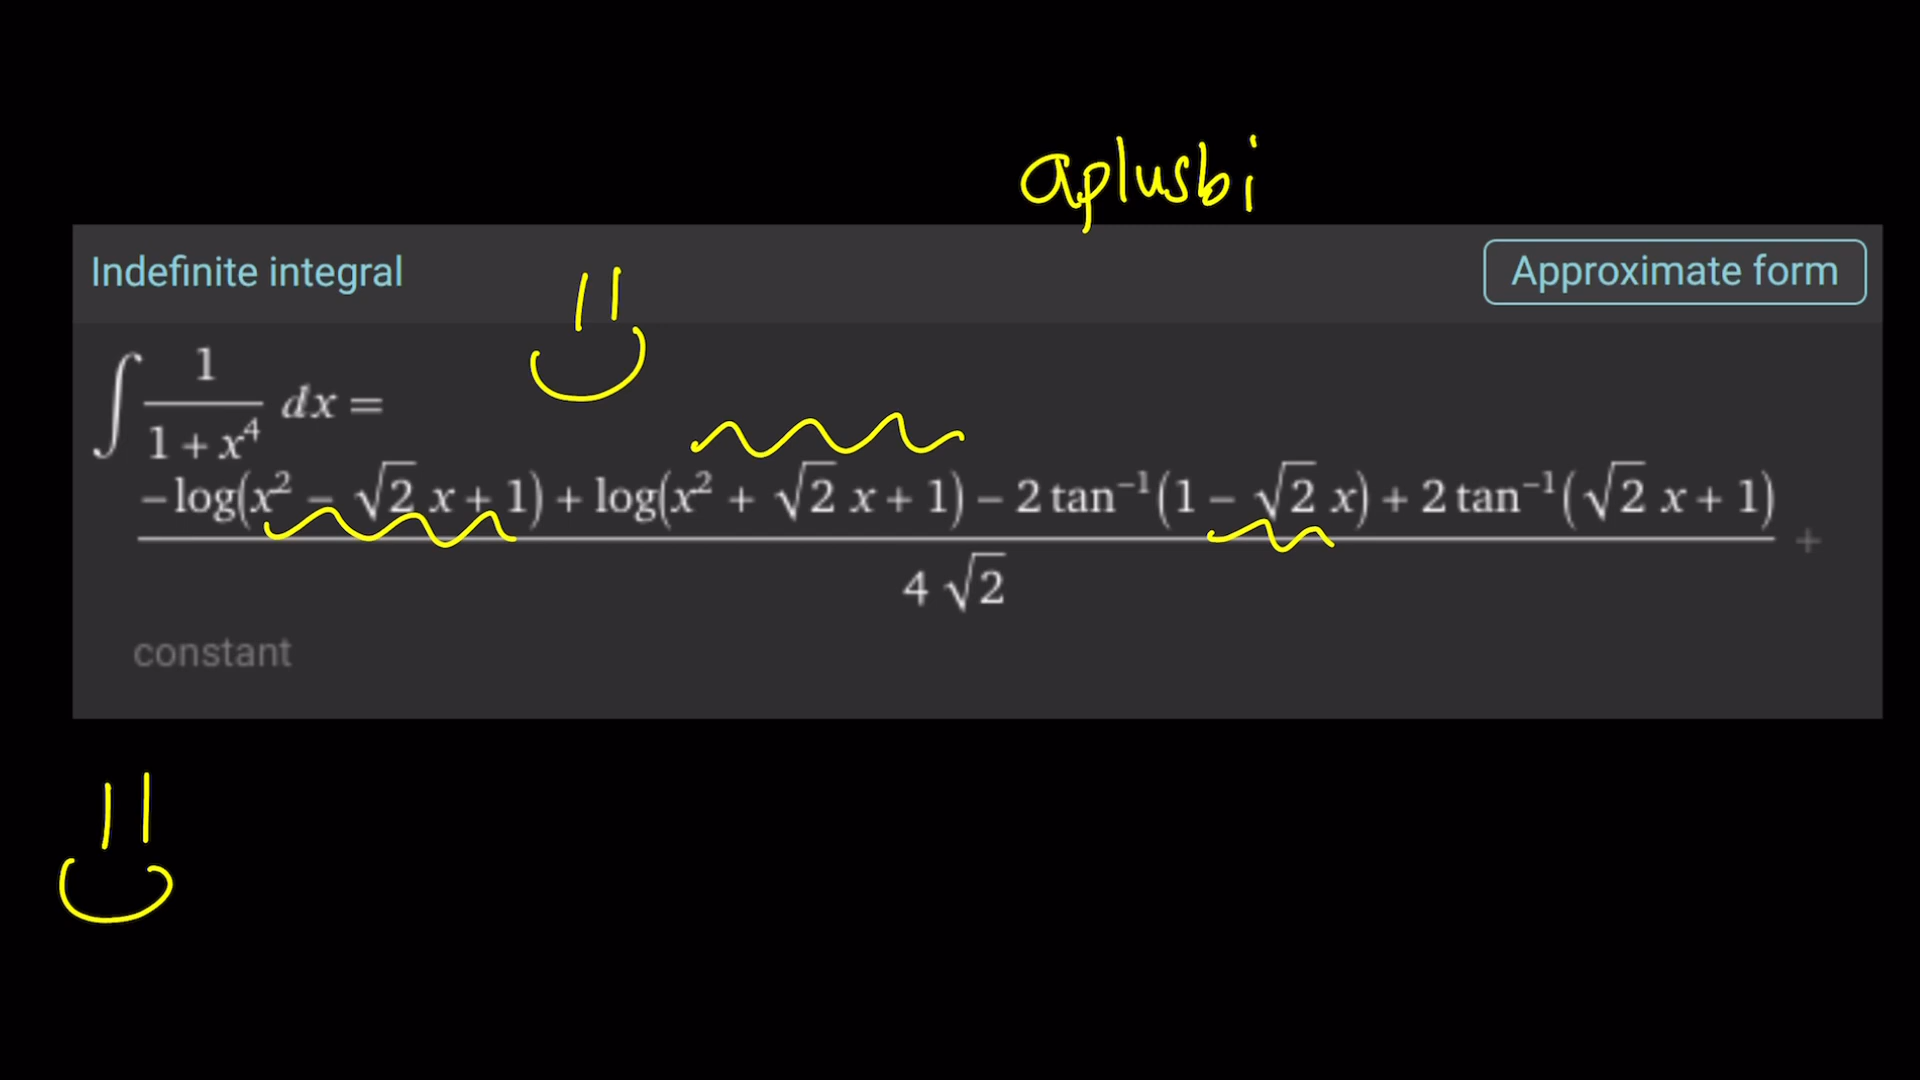 aplusbi
Indefinite integral
Approximate form
∫ 1/(1 + x⁴) dx =
(−log(x² − √2 x + 1) + log(x² + √2 x + 1) − 2 tan⁻¹(1 − √2 x) + 2 tan⁻¹(√2 x + 1))/(4 √2) +
constant